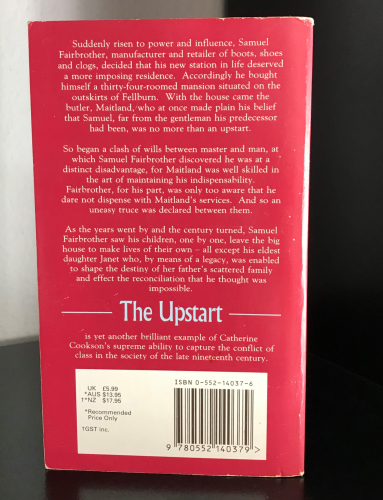 Suddenly risen to power and influence, Samuel
Fairbrother, manufacturer and retailer of boots, shoes
and clogs, decided that his new station in life deserved
a more imposing residence. Accordingly he bought
himself a thirty-four-roomed mansion situated on the
outskirts of Fellburn. With the house came the
butler, Maitland, who at once made plain his belief
that Samuel, far from the gentleman his predecessor
had been, was no more than an upstart.
So began a clash of wills between master and man, at
which Samuel Fairbrother discovered he was at a
distinct disadvantage, for Maitland was well skilled in
the art of maintaining his indispensability.
Fairbrother, for his part, was only too aware that he
dare not dispense with Maitland's services. And so an
uneasy truce was declared between them.
As the years went by and the century turned, Samuel
Fairbrother saw his children, one by one, leave the big
house to make lives of their own – all except his eldest
daughter Janet who, by means of a legacy, was enabled
to shape the destiny of her father's scattered family
and effect the reconciliation that he thought was
impossible.
The Upstart
is yet another brilliant example of Catherine
Cookson's supreme ability to capture the conflict of
class in the society of the late nineteenth century.
UK £5.99
*AUS $13.95
†*NZ $17.95
*Recommended
Price Only
‡GST inc.
ISBN 0-552-14037-6
9 780552 140379 >